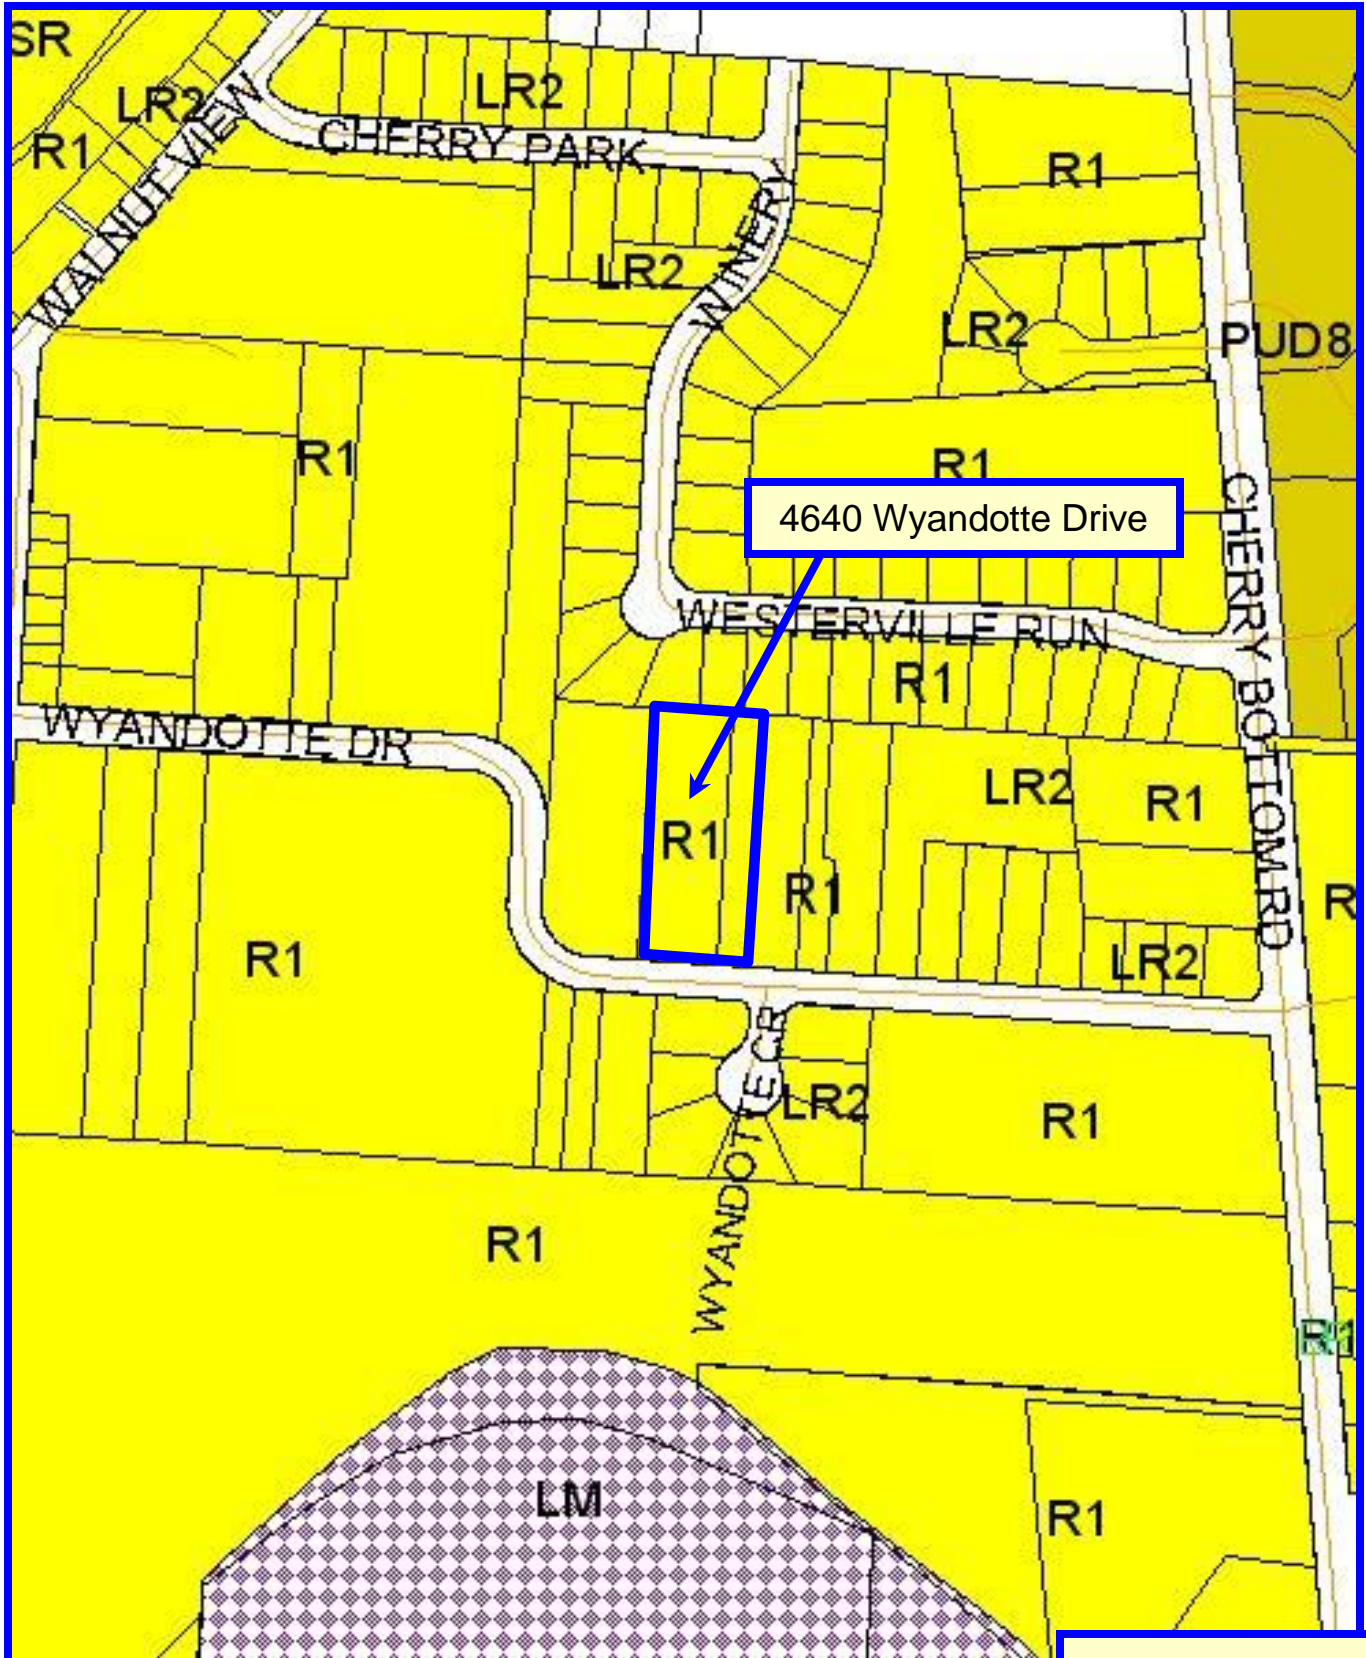 SR
LR2
LR2
R1
WALNUT VIEW
CHERRY PARK
R1
WINERY
LR2
LR2
PUD8
R1
R1
4640 Wyandotte Drive
CHERRY BOTTOM RD
WESTERVILLE RUN
R1
WYANDOTTE DR
LR2
R1
R1
R1
R
R1
LR2
WYANDOTTE CT
LR2
R1
R1
R1
LM
R1